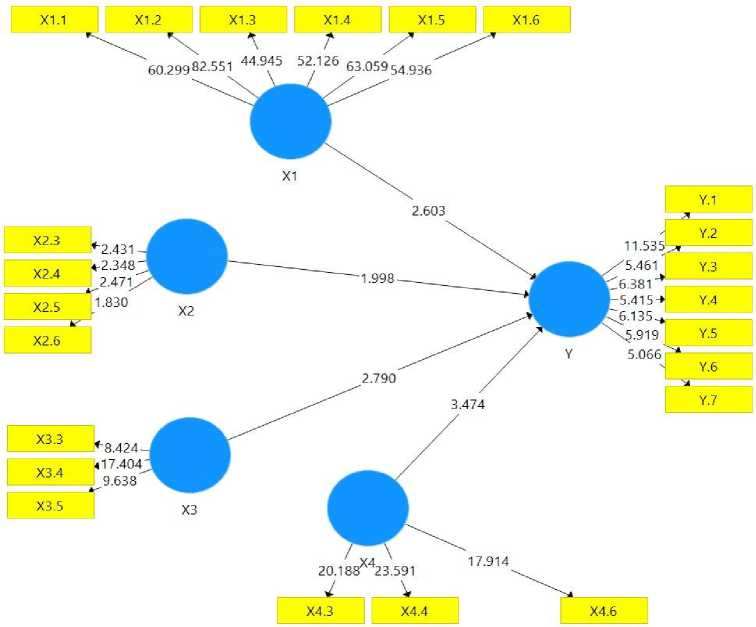 X1.1 X1.2 X1.3 X1.4 X1.5 X1.6
60.299 82.551 44.945 52.126 63.059 54.936
X1
2.603
X2.3
X2.4
X2.5
X2.6
2.431
2.348
2.471
1.830
X2
1.998
Y.1
Y.2
Y.3
Y.4
Y.5
Y.6
Y.7
11.535
5.461
6.381
5.415
6.135
5.919
5.066
Y
2.790
3.474
X3.3
X3.4
X3.5
8.424
17.404
9.638
X3
X4
20.188 23.591 17.914
X4.3 X4.4 X4.6